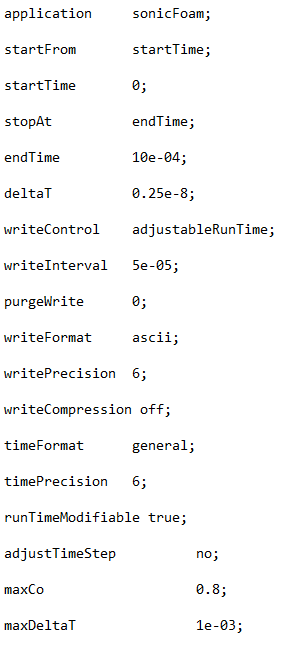 application     sonicFoam;
startFrom       startTime;
startTime       0;
stopAt          endTime;
endTime         10e-04;
deltaT          0.25e-8;
writeControl    adjustableRunTime;
writeInterval   5e-05;
purgeWrite      0;
writeFormat     ascii;
writePrecision  6;
writeCompression off;
timeFormat      general;
timePrecision   6;
runTimeModifiable true;
adjustTimeStep          no;
maxCo                   0.8;
maxDeltaT               1e-03;